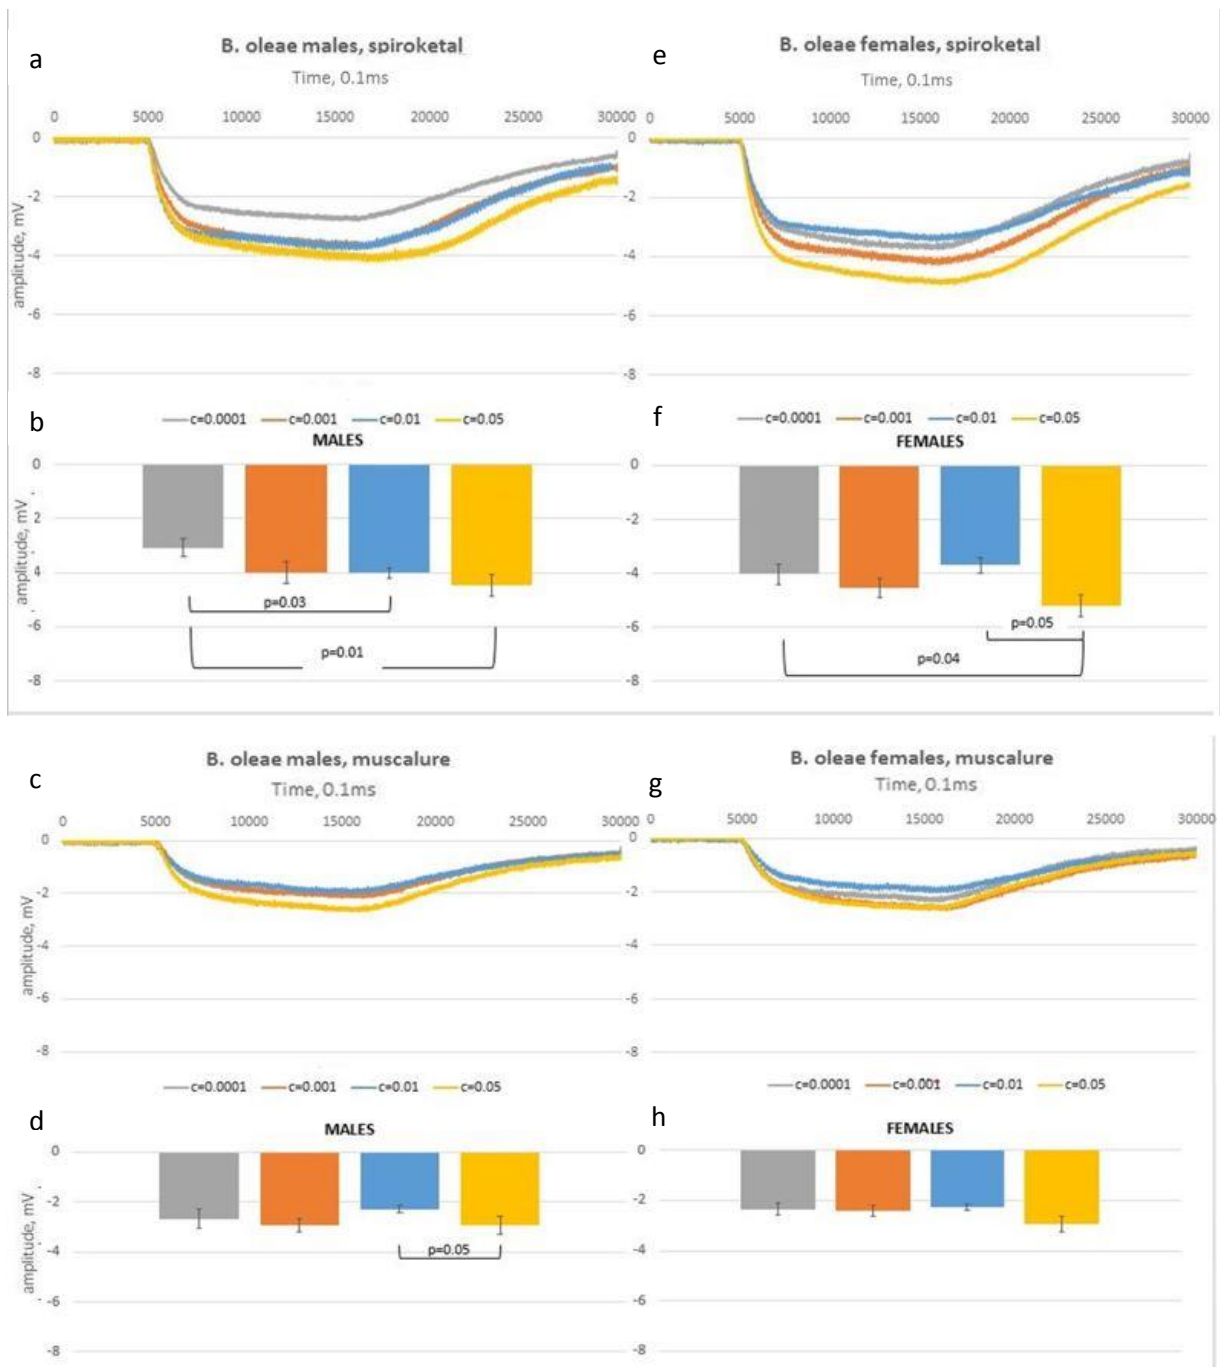 a
B. oleae males, spiroketal
Time, 0.1ms
0 5000 10000 15000 20000 25000 30000
0
-2
-4
-6
-8
amplitude, mV
c=0.0001 c=0.001 c=0.01 c=0.05
b
MALES
0
2
4
-6
-8
amplitude, mV
p=0.03
p=0.01
e
B. oleae females, spiroketal
Time, 0.1ms
0 5000 10000 15000 20000 25000 30000
0
-2
-4
-6
-8
c=0.0001 c=0.001 c=0.01 c=0.05
f
FEMALES
0
-2
-4
-6
-8
p=0.05
p=0.04
c
B. oleae males, muscalure
Time, 0.1ms
0 5000 10000 15000 20000 25000 30000
0
-2
-4
-6
-8
amplitude, mV
c=0.0001 c=0.001 c=0.01 c=0.05
d
MALES
0
-2
-4
-6
-8
amplitude, mV
p=0.05
g
B. oleae females, muscalure
Time, 0.1ms
0 5000 10000 15000 20000 25000 30000
0
-2
-4
-6
-8
c=0.0001 c=0.001 c=0.01 c=0.05
h
FEMALES
0
-2
-4
-6
-8